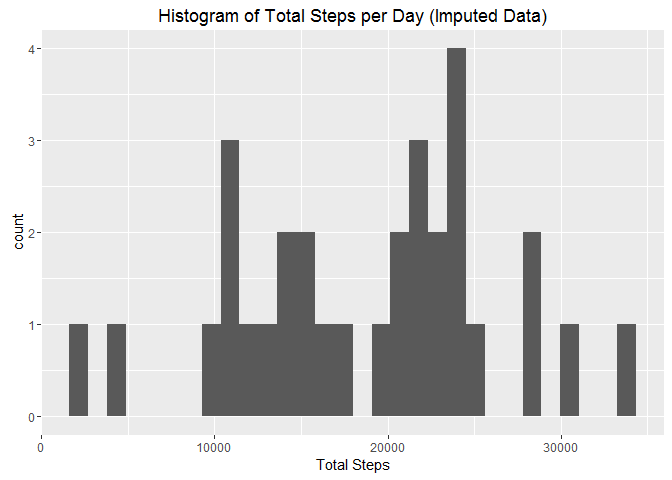 Histogram of Total Steps per Day (Imputed Data)
4
3
2
1
0
count
0 10000 20000 30000
Total Steps